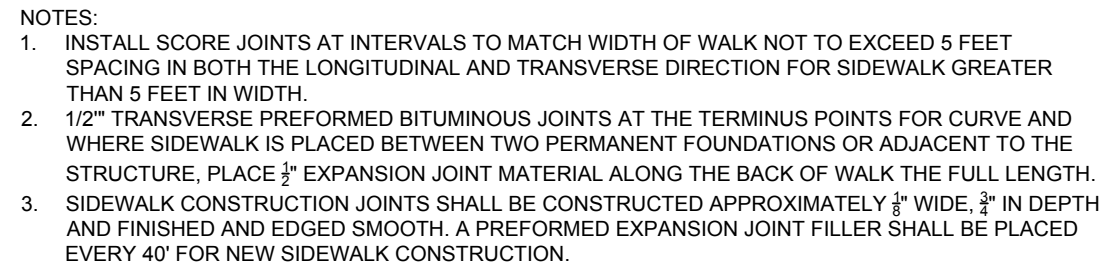 NOTES:
1. INSTALL SCORE JOINTS AT INTERVALS TO MATCH WIDTH OF WALK NOT TO EXCEED 5 FEET
SPACING IN BOTH THE LONGITUDINAL AND TRANSVERSE DIRECTION FOR SIDEWALK GREATER
THAN 5 FEET IN WIDTH.
2. 1/2'" TRANSVERSE PREFORMED BITUMINOUS JOINTS AT THE TERMINUS POINTS FOR CURVE AND
WHERE SIDEWALK IS PLACED BETWEEN TWO PERMANENT FOUNDATIONS OR ADJACENT TO THE
STRUCTURE, PLACE ½" EXPANSION JOINT MATERIAL ALONG THE BACK OF WALK THE FULL LENGTH.
3. SIDEWALK CONSTRUCTION JOINTS SHALL BE CONSTRUCTED APPROXIMATELY ⅛" WIDE, ¾" IN DEPTH
AND FINISHED AND EDGED SMOOTH. A PREFORMED EXPANSION JOINT FILLER SHALL BE PLACED
EVERY 40' FOR NEW SIDEWALK CONSTRUCTION.